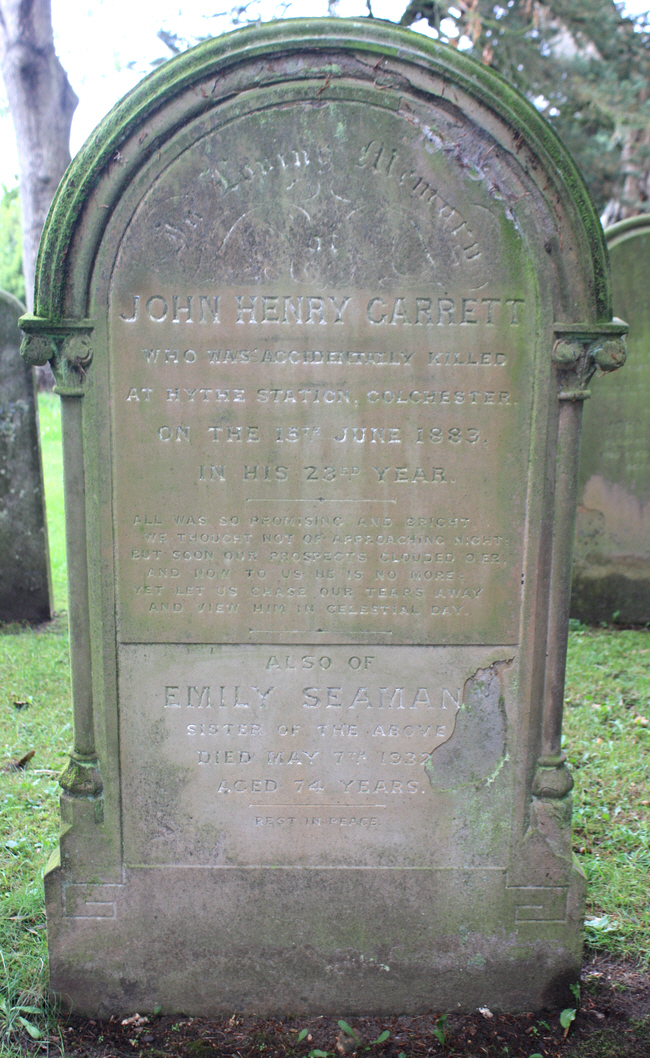 In Loving Memory
of
JOHN HENRY GARRETT
WHO WAS ACCIDENTALLY KILLED
AT HYTHE STATION, COLCHESTER.
ON THE 15TH JUNE 1883.
IN HIS 23RD YEAR.
ALL WAS SO PROMISING AND BRIGHT,
WE THOUGHT NOT OF APPROACHING NIGHT:
BUT SOON OUR PROSPECTS CLOUDED O'ER,
AND NOW TO US HE IS NO MORE:
YET LET US CHASE OUR TEARS AWAY
AND VIEW HIM IN CELESTIAL DAY.
ALSO OF
EMILY SEAMAN
SISTER OF THE ABOVE
DIED MAY 7TH
AGED 74 YEARS.
REST IN PEACE.